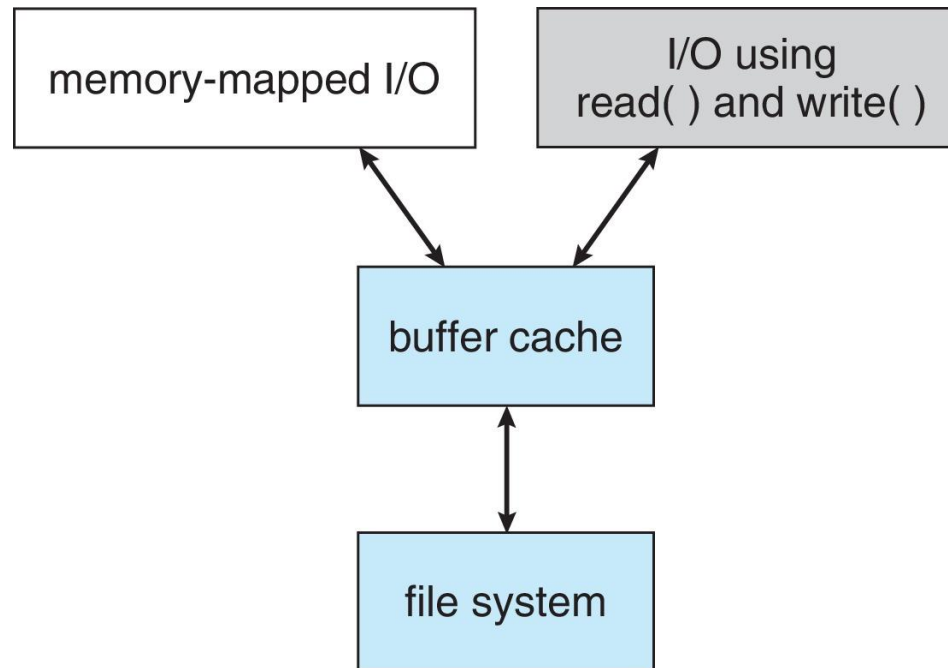 memory-mapped I/O
I/O using
read( ) and write( )
buffer cache
file system